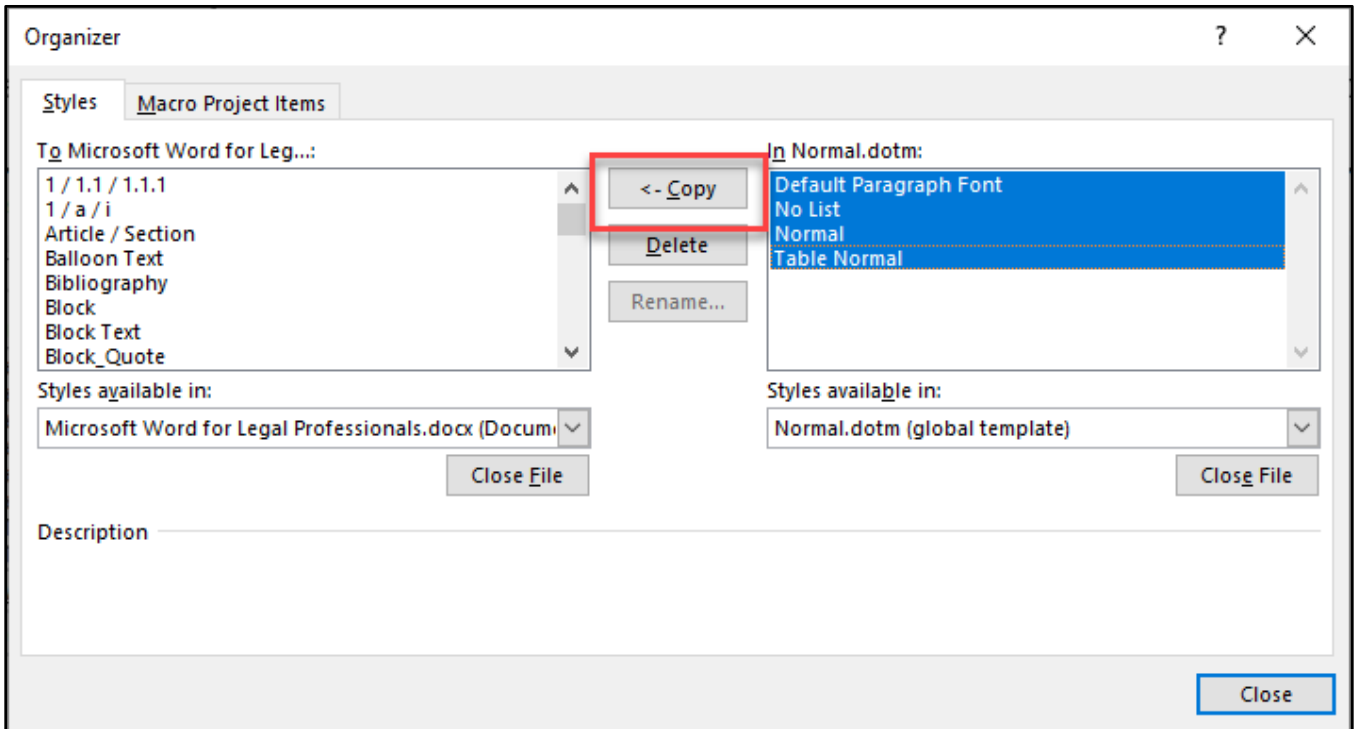 Organizer
?
Styles
Macro Project Items
To Microsoft Word for Leg...:
1 / 1.1 / 1.1.1
1 / a / i
Article / Section
Balloon Text
Bibliography
Block
Block Text
Block_Quote
<- Copy
Delete
Rename...
In Normal.dotm:
Default Paragraph Font
No List
Normal
Table Normal
Styles available in:
Microsoft Word for Legal Professionals.docx (Docum
Close File
Styles available in:
Normal.dotm (global template)
Close File
Description
Close